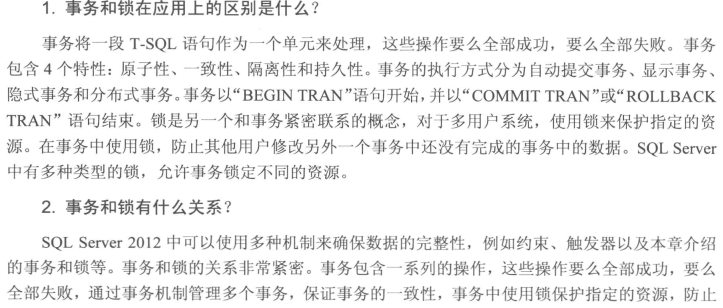 1. 事务和锁在应用上的区别是什么？
事务将一段 T-SQL 语句作为一个单元来处理，这些操作要么全部成功，要么全部失败。事务
包含 4 个特性：原子性、一致性、隔离性和持久性。事务的执行方式分为自动提交事务、显示事务、
隐式事务和分布式事务。事务以“BEGIN TRAN”语句开始，并以“COMMIT TRAN”或“ROLLBACK
TRAN” 语句结束。锁是另一个和事务紧密联系的概念，对于多用户系统，使用锁来保护指定的资
源。在事务中使用锁，防止其他用户修改另外一个事务中还没有完成的事务中的数据。SQL Server
中有多种类型的锁，允许事务锁定不同的资源。
2. 事务和锁有什么关系？
SQL Server 2012 中可以使用多种机制来确保数据的完整性，例如约束、触发器以及本章介绍
的事务和锁等。事务和锁的关系非常紧密。事务包含一系列的操作，这些操作要么全部成功，要么
全部失败，通过事务机制管理多个事务，保证事务的一致性，事务中使用锁保护指定的资源，防止